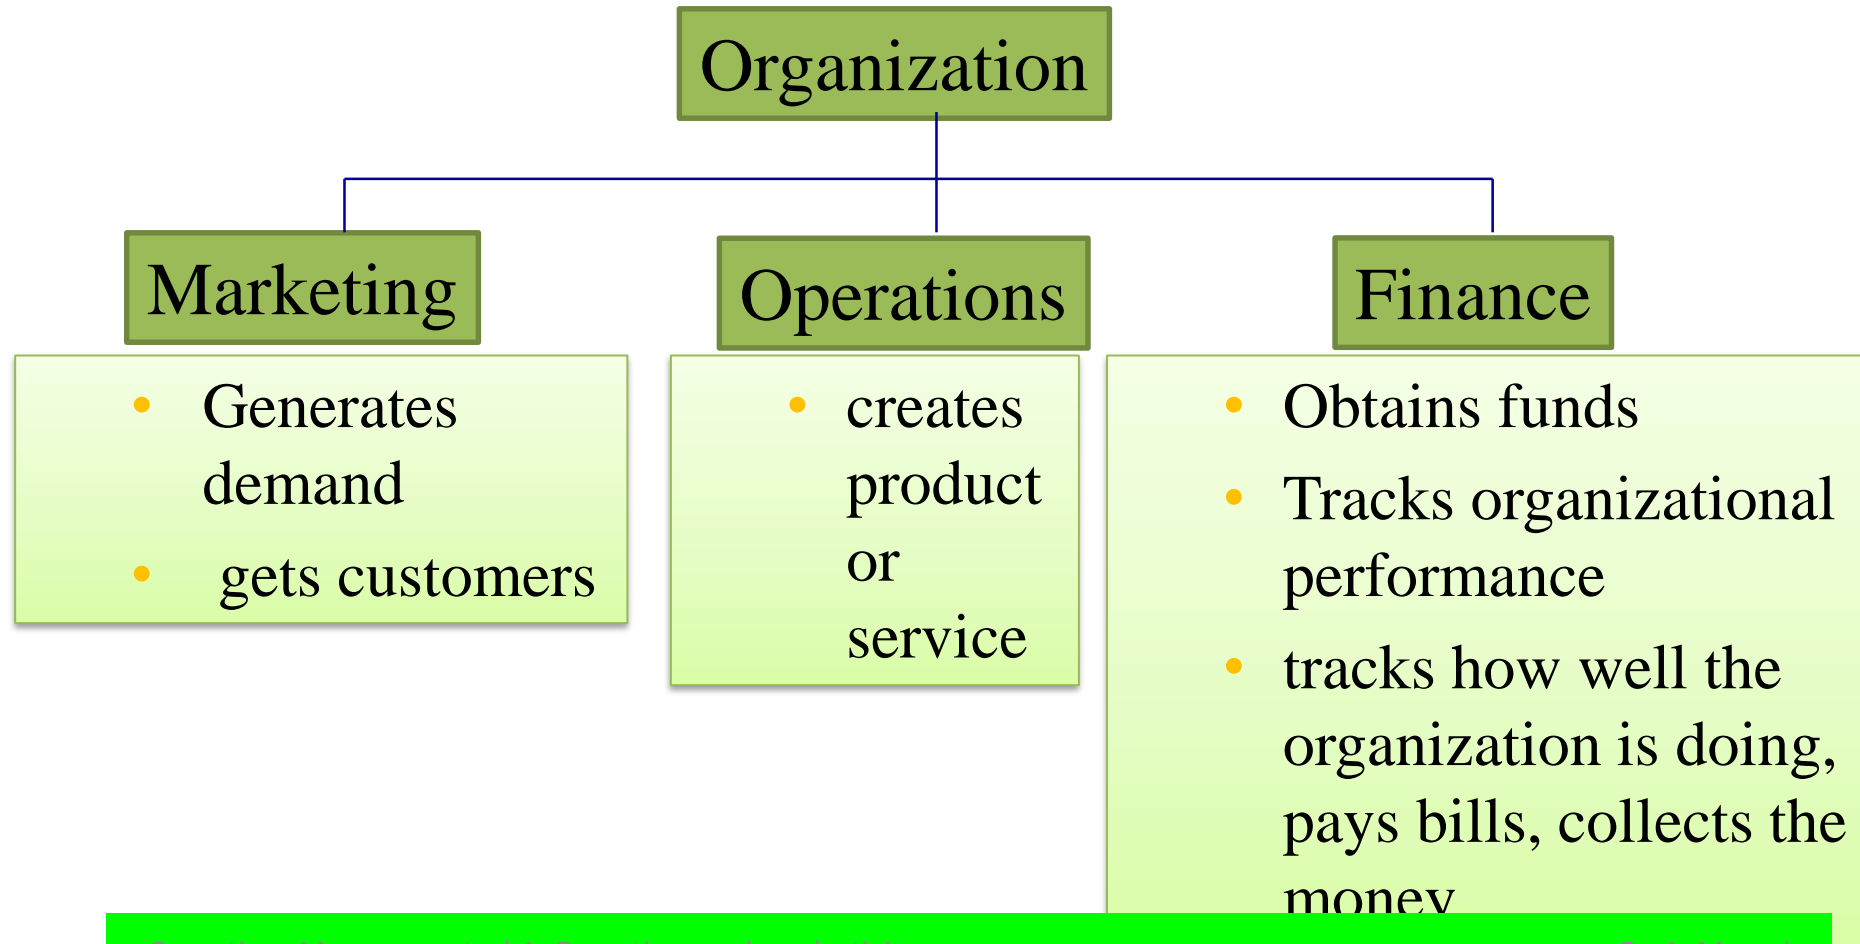 Organization
Marketing
Operations
Finance
• Generates
demand
• gets customers
• creates
product
or
service
• Obtains funds
• Tracks organizational
performance
• tracks how well the
organization is doing,
pays bills, collects the
money